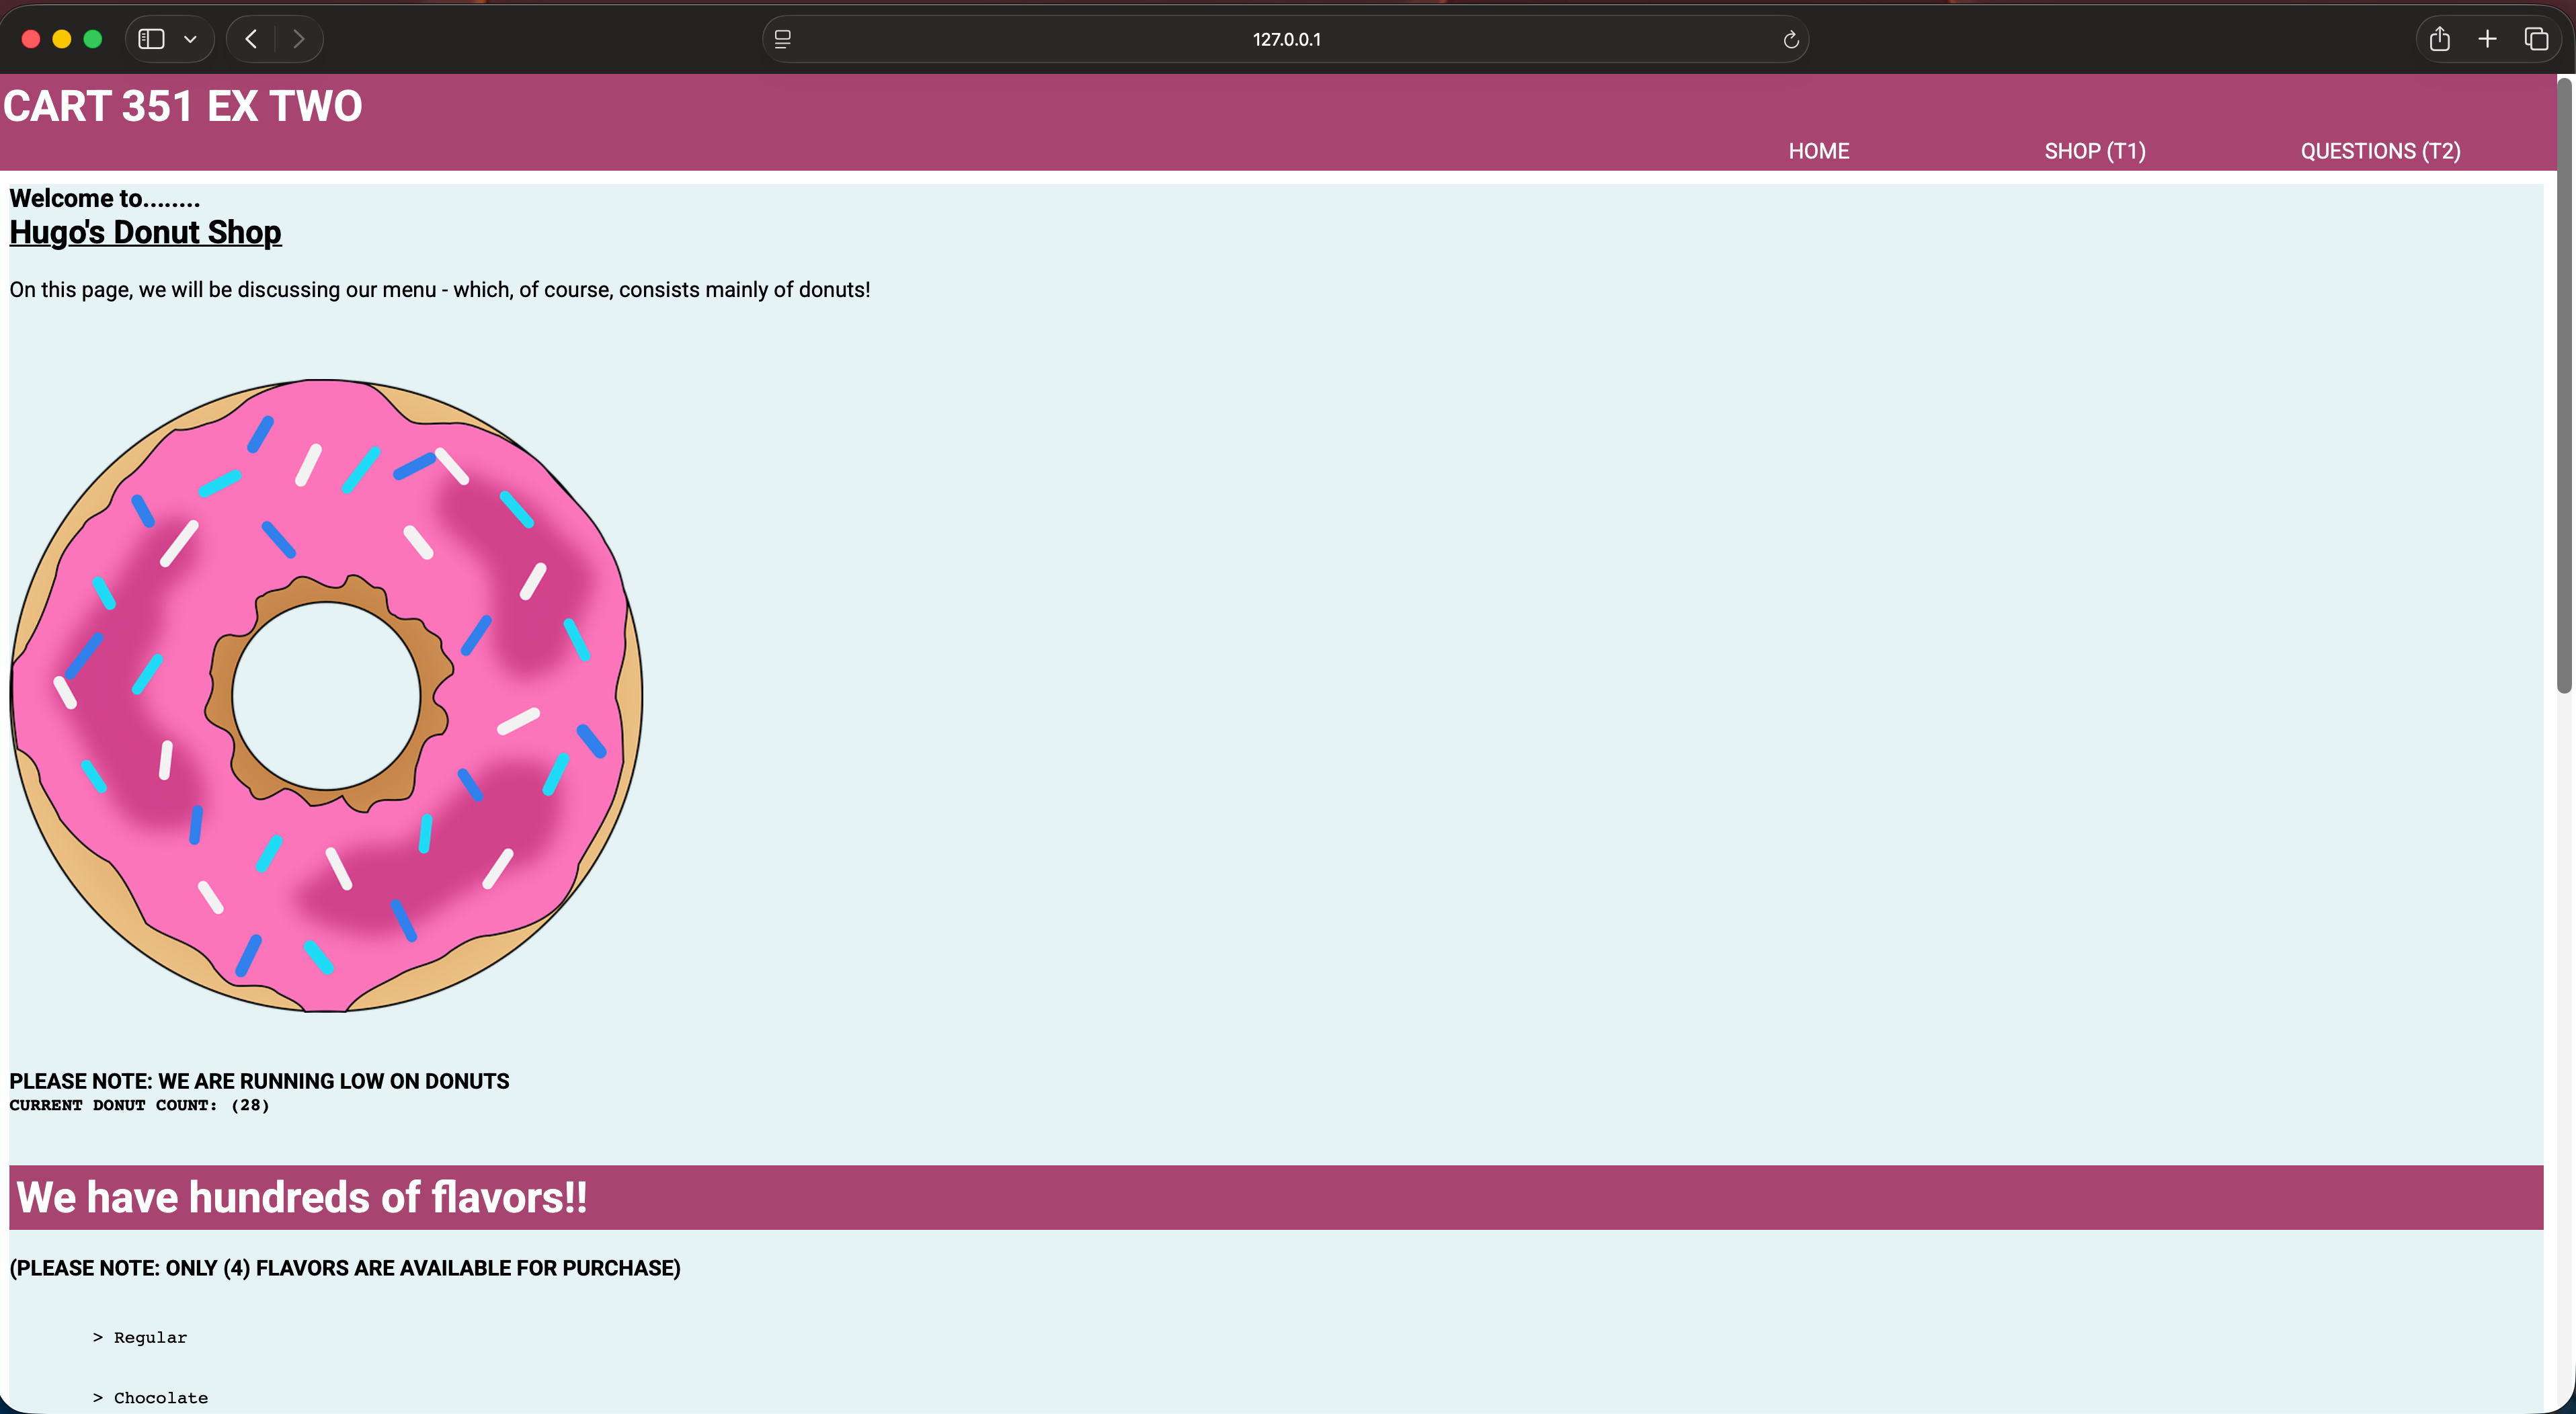 127.0.0.1
CART 351 EX TWO
HOME SHOP (T1) QUESTIONS (T2)
Welcome to........
Hugo's Donut Shop
On this page, we will be discussing our menu - which, of course, consists mainly of donuts!
PLEASE NOTE: WE ARE RUNNING LOW ON DONUTS
CURRENT DONUT COUNT: (28)
We have hundreds of flavors!!
(PLEASE NOTE: ONLY (4) FLAVORS ARE AVAILABLE FOR PURCHASE)
> Regular
> Chocolate